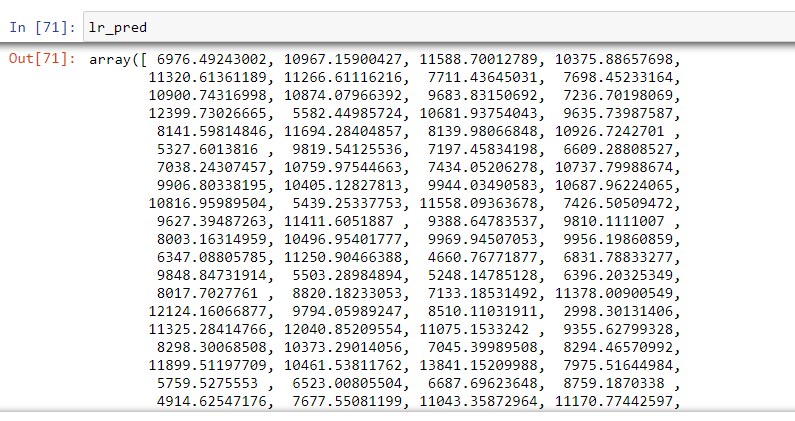 In [71]: lr_pred
Out[71]: array([ 6976.49243002, 10967.15900427, 11588.70012789, 10375.88657698,
11320.61361189, 11266.61116216,  7711.43645031,  7698.45233164,
10900.74316998, 10874.07966392,  9683.83150692,  7236.70198069,
12399.73026665,  5582.44985724, 10681.93754043,  9635.73987587,
8141.59814846, 11694.28404857,  8139.98066848, 10926.7242701 ,
5327.6013816 ,  9819.54125536,  7197.45834198,  6609.28808527,
7038.24307457, 10759.97544663,  7434.05206278, 10737.79988674,
9906.80338195, 10405.12827813,  9944.03490583, 10687.96224065,
10816.95989504,  5439.25337753, 11558.09363678,  7426.50509472,
9627.39487263, 11411.6051887 ,  9388.64783537,  9810.1111007 ,
8003.16314959, 10496.95401777,  9969.94507053,  9956.19860859,
6347.08805785, 11250.90466388,  4660.76771877,  6831.78833277,
9848.84731914,  5503.28984894,  5248.14785128,  6396.20325349,
8017.7027761 ,  8820.18233053,  7133.18531492, 11378.00900549,
12124.16066877,  9794.05989247,  8510.11031911,  2998.30131406,
11325.28414766, 12040.85209554, 11075.1533242 ,  9355.62799328,
8298.30068508, 10373.29014056,  7045.39989508,  8294.46570992,
11899.51197709, 10461.53811762, 13841.15209988,  7975.51644984,
5759.5275553 ,  6523.00805504,  6687.69623648,  8759.1870338 ,
4914.62547176,  7677.55081199, 11043.35872964, 11170.77442597,